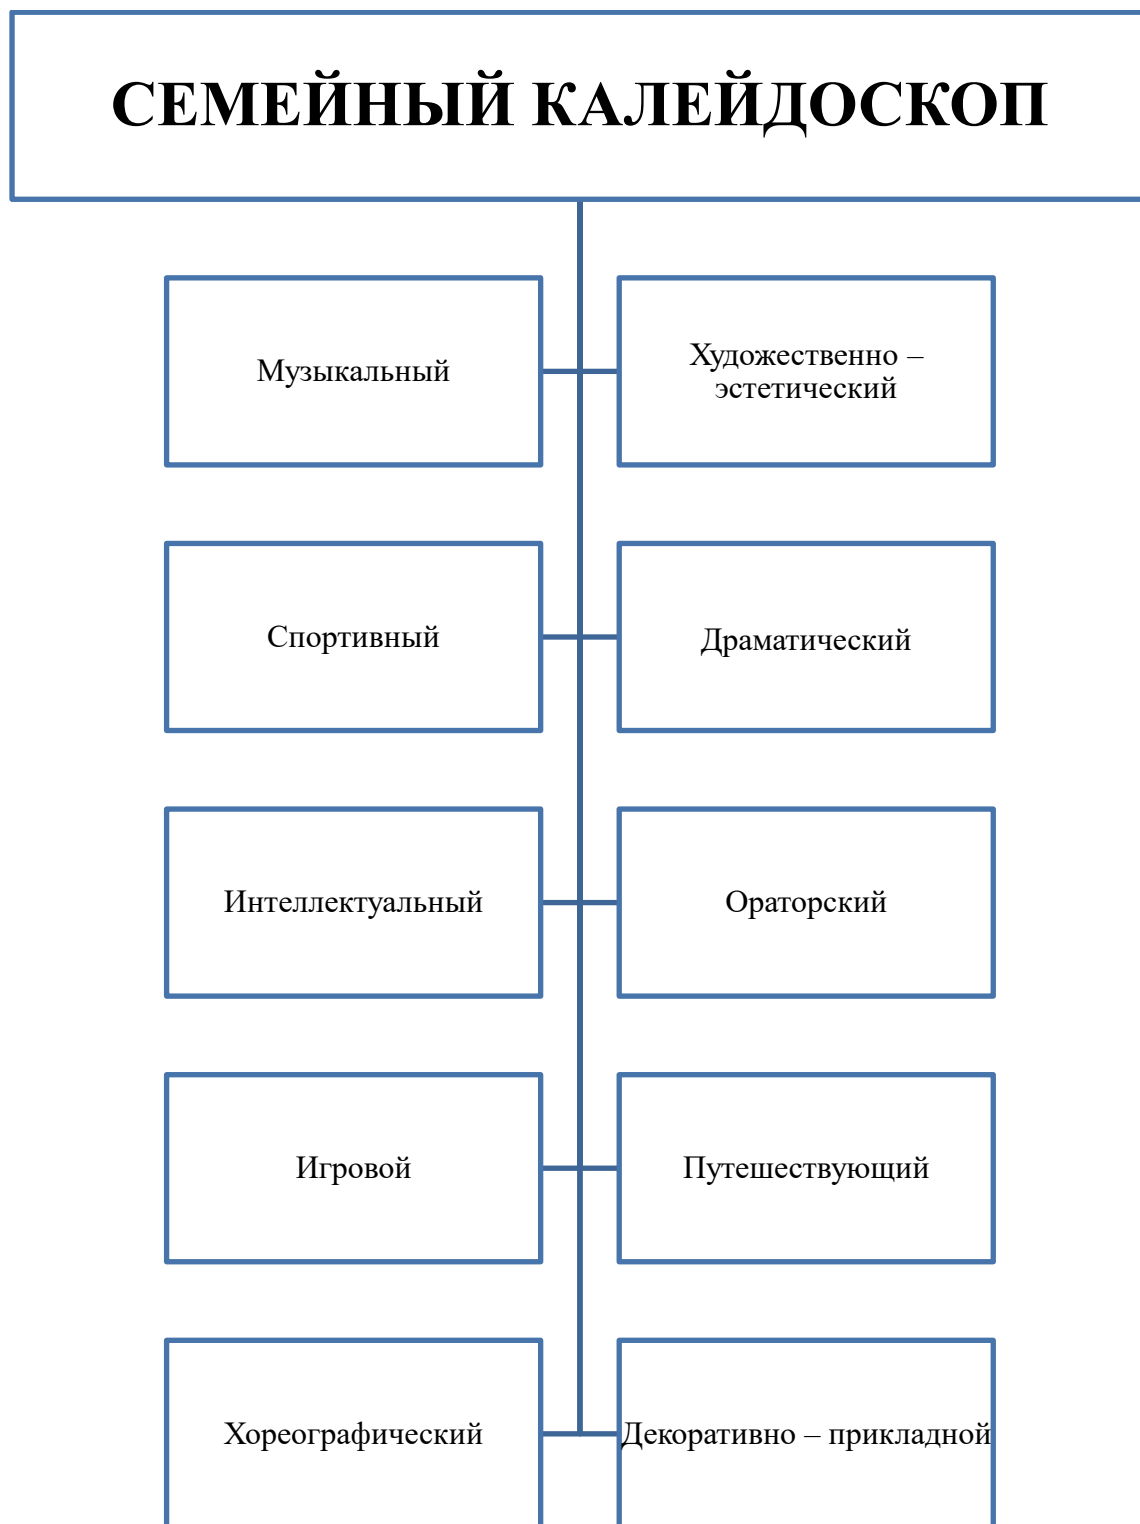 СЕМЕЙНЫЙ КАЛЕЙДОСКОП
Музыкальный
Художественно –
эстетический
Спортивный
Драматический
Интеллектуальный
Ораторский
Игровой
Путешествующий
Хореографический
Декоративно – прикладной